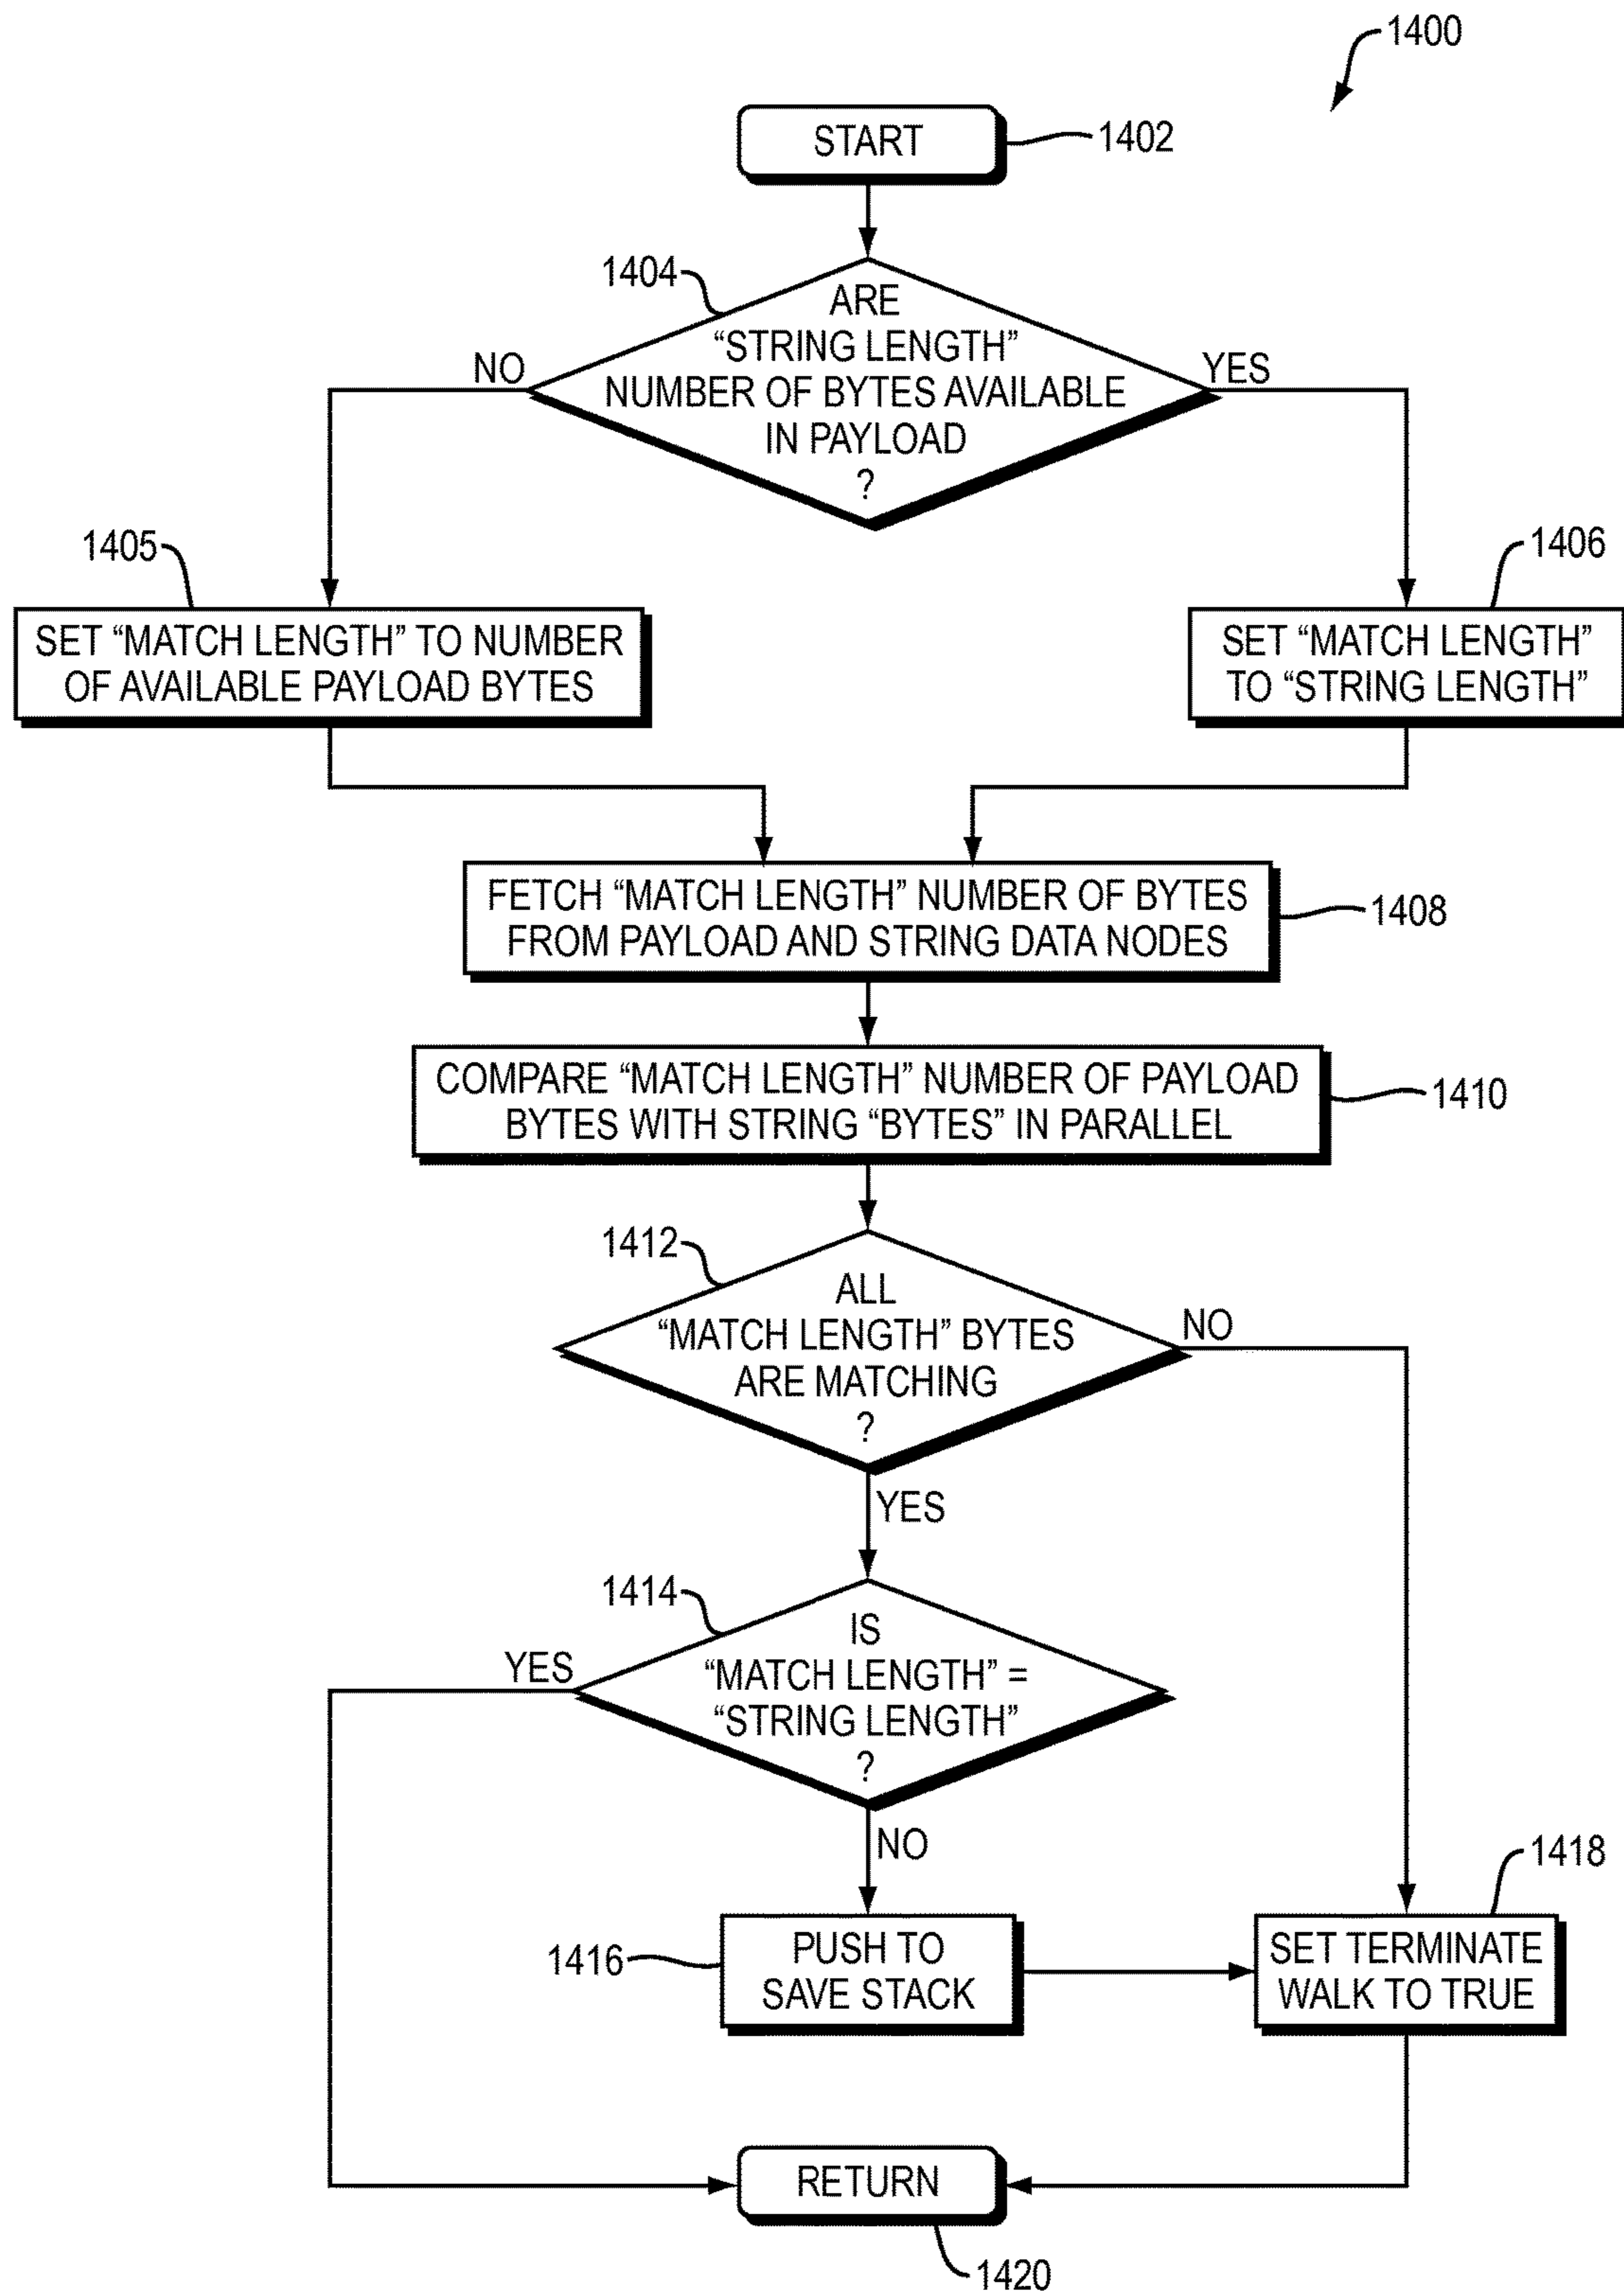 1400
START
1402
1404
ARE
“STRING LENGTH”
NUMBER OF BYTES AVAILABLE
IN PAYLOAD
?
NO
YES
1405
1406
SET “MATCH LENGTH” TO NUMBER
OF AVAILABLE PAYLOAD BYTES
SET “MATCH LENGTH”
TO “STRING LENGTH”
FETCH “MATCH LENGTH” NUMBER OF BYTES
FROM PAYLOAD AND STRING DATA NODES
1408
COMPARE “MATCH LENGTH” NUMBER OF PAYLOAD
BYTES WITH STRING “BYTES” IN PARALLEL
1410
1412
ALL
“MATCH LENGTH” BYTES
ARE MATCHING
?
NO
YES
1414
IS
“MATCH LENGTH” =
“STRING LENGTH”
?
YES
NO
1416
PUSH TO
SAVE STACK
1418
SET TERMINATE
WALK TO TRUE
RETURN
1420